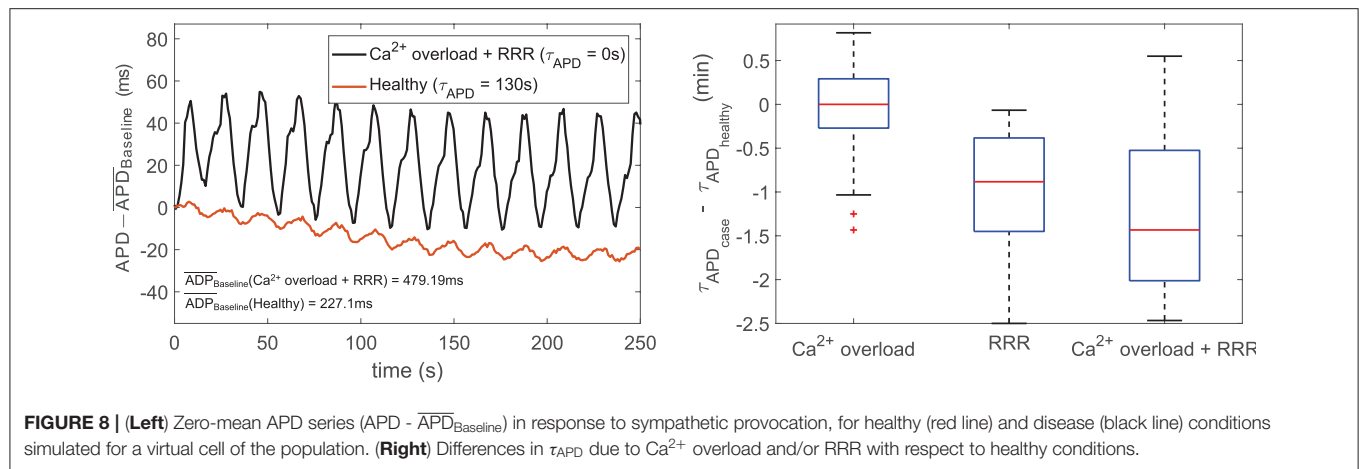 80
60
40
20
0
-20
-40
APD − APD Baseline (ms)
Ca2+ overload + RRR (τAPD = 0s)
Healthy (τAPD = 130s)
ADPBaseline(Ca2+ overload + RRR) = 479.19ms
ADPBaseline(Healthy) = 227.1ms
0 50 100 150 200 250
time (s)
0.5
0
-0.5
-1
-1.5
-2
-2.5
τAPDcase - τAPDhealthy (min)
Ca2+ overload RRR Ca2+ overload + RRR
FIGURE 8 | (Left) Zero-mean APD series (APD - APDBaseline) in response to sympathetic provocation, for healthy (red line) and disease (black line) conditions
simulated for a virtual cell of the population. (Right) Differences in τAPD due to Ca2+ overload and/or RRR with respect to healthy conditions.